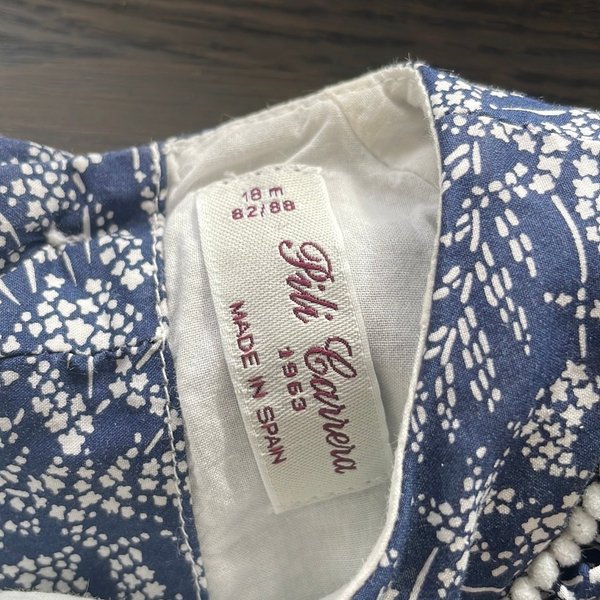 18 m
82/88
Pili Carrera
1963
MADE IN SPAIN